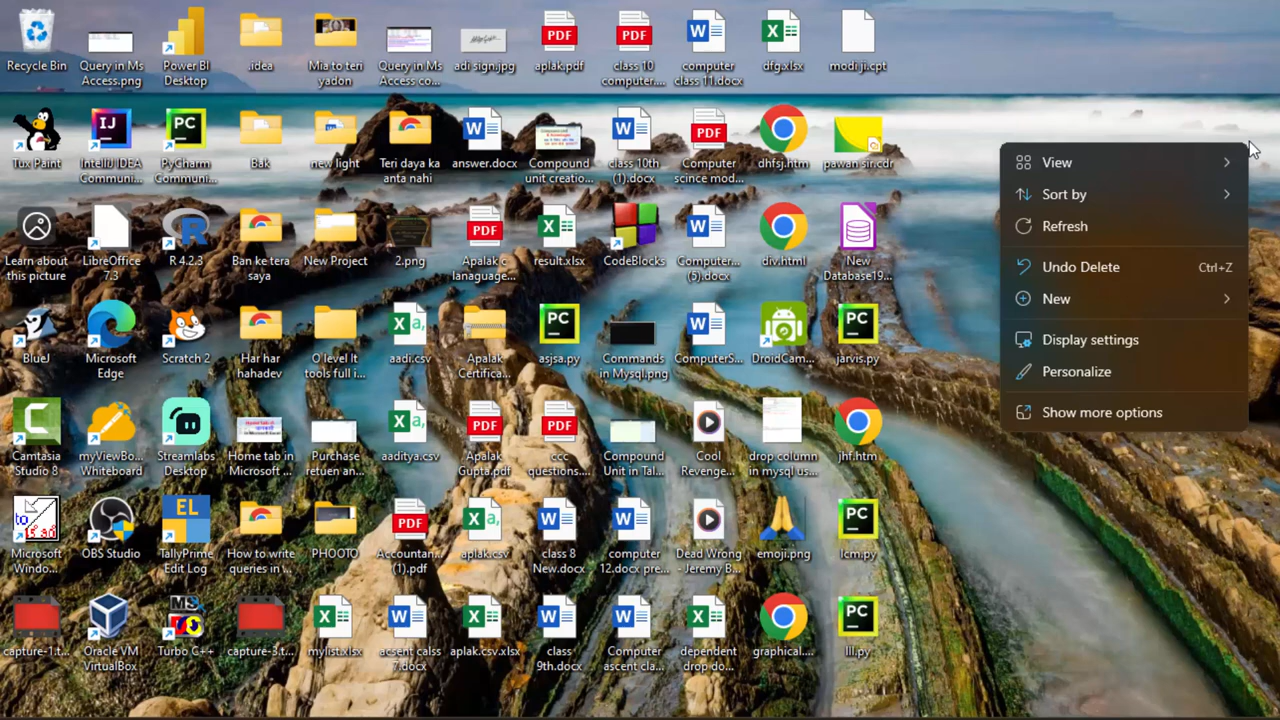 Recycle Bin
Query in Ms
Access.png
Power BI
Desktop
.idea
Mia to teri
yadon
Query in Ms
Access co...
adi sign.jpg
aplak.pdf
class 10
computer....
computer
class 11.docx
dfg.xlsx
modi ji.cpt
Tux Paint
IntelliJ IDEA
Communi...
PyCharm
Communi...
Bak
new light
Teri daya ka
anta nahi
answer.docx
Compound
unit creatio...
class 10th
(1).docx
Computer
scince mod...
dhfsj.htm
pawan sir.cdr
Learn about
this picture
LibreOffice
7.3
R 4.2.3
Ban ke tera
saya
New Project
2.png
Apalak c
lanaguage...
result.xlsx
CodeBlocks
Computer...
(5).docx
div.html
New
Database19...
BlueJ
Microsoft
Edge
Scratch 2
Har har
hahadev
O level It
tools full i...
aadi.csv
Apalak
Certifica...
asjsa.py
Commands
in Mysql.png
ComputerS...
DroidCam...
jarvis.py
Camtasia
Studio 8
myViewBo...
Whiteboard
Streamlabs
Desktop
Home tab in
Microsoft ...
Purchase
retuen an...
aaditya.csv
Apalak
Gupta.pdf
ccc
questions....
Compound
Unit in Tal...
Cool
Revenge...
drop column
in mysql us...
jhf.htm
Microsoft
Windo...
OBS Studio
TallyPrime
Edit Log
How to write
queries in ...
PHOOTO
Accountan...
(1).pdf
aplak.csv
class 8
New.docx
computer
12.docx pre...
Dead Wrong
- Jeremy B...
emoji.png
lcm.py
capture-1.t...
Oracle VM
VirtualBox
Turbo C++
capture-3.t...
mylist.xlsx
acsent calss
7.docx
aplak.csv.xlsx
class
9th.docx
Computer
ascent cla...
dependent
drop do...
graphical....
lll.py
View
Sort by
Refresh
Undo Delete Ctrl+Z
New
Display settings
Personalize
Show more options